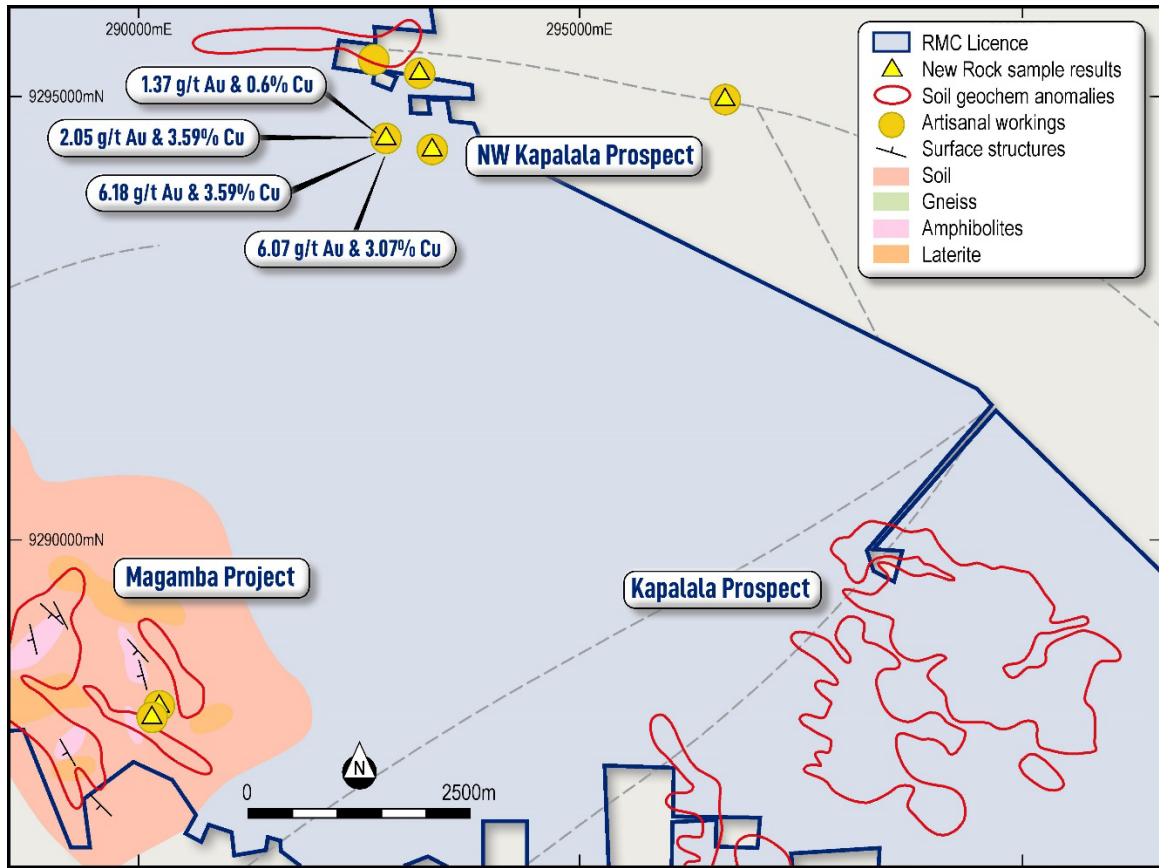 290000mE
295000mE
RMC Licence
New Rock sample results
Soil geochem anomalies
Artisanal workings
Surface structures
Soil
Gneiss
Amphibolites
Laterite
1.37 g/t Au & 0.6% Cu
9295000mN
2.05 g/t Au & 3.59% Cu
NW Kapalala Prospect
6.18 g/t Au & 3.59% Cu
6.07 g/t Au & 3.07% Cu
9290000mN
Magamba Project
Kapalala Prospect
N
0 2500m